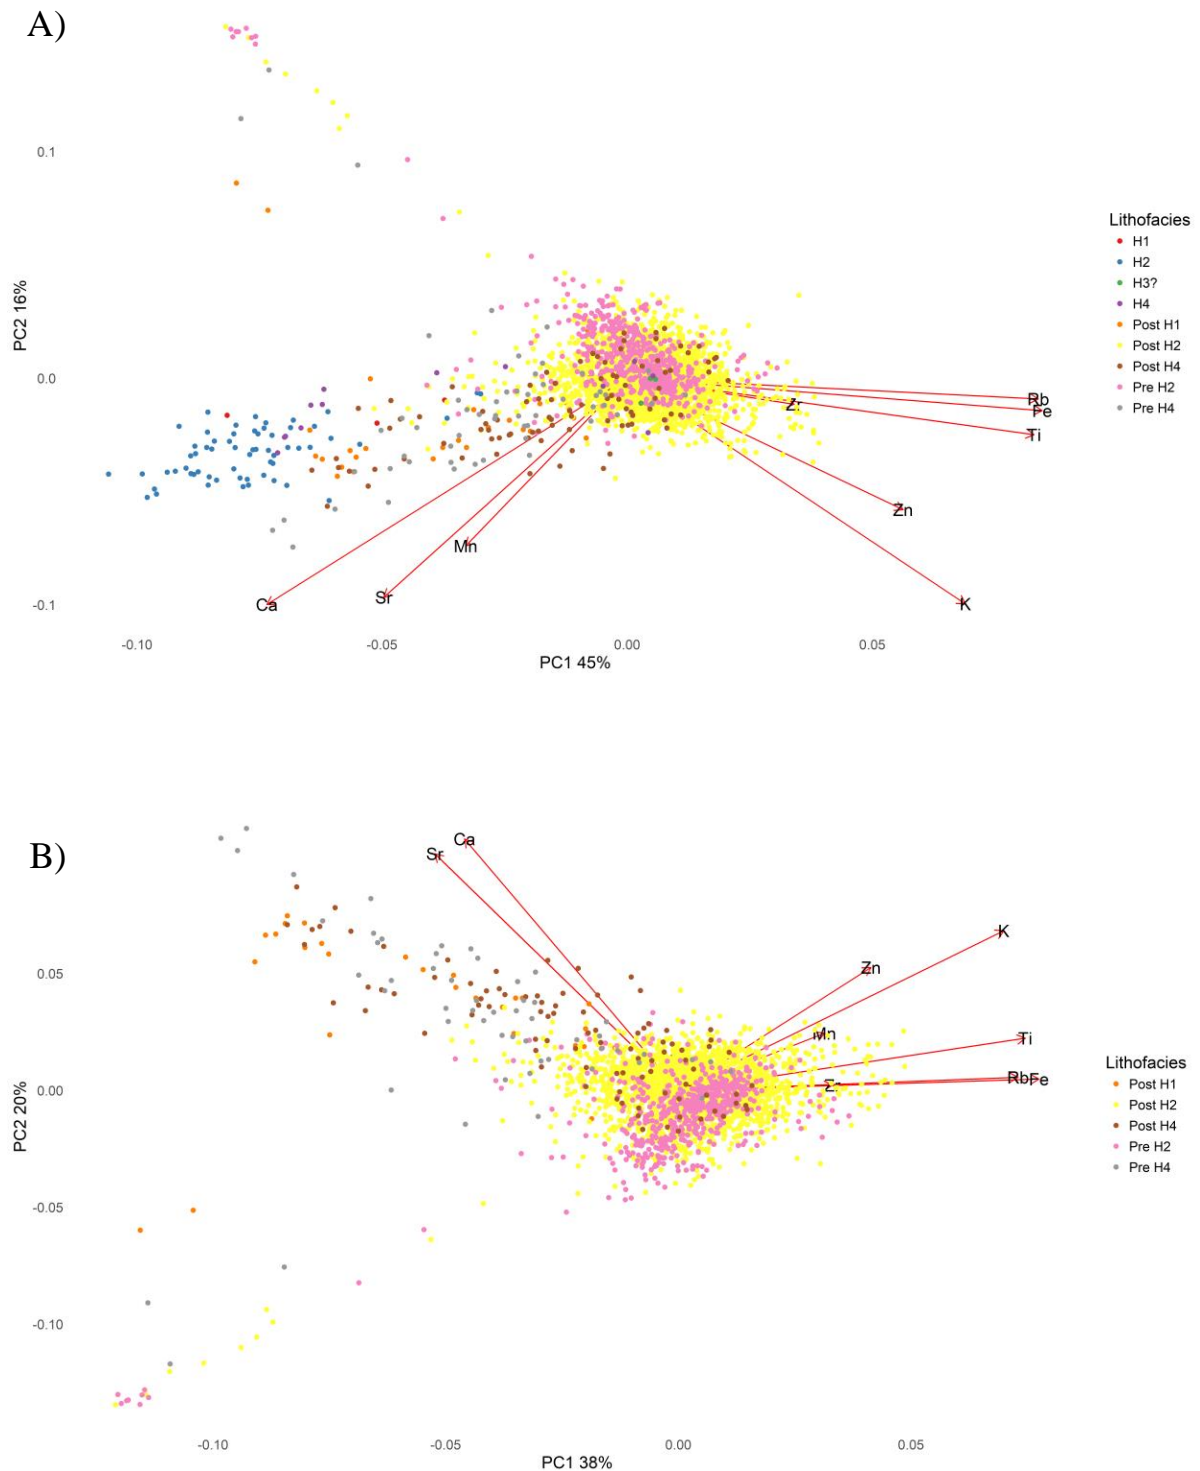 A)
0.1
0.0
-0.1
PC2 16%
Rb
Fe
Zr
Ti
Zn
Mn
Ca
Sr
K
-0.10 -0.05 0.00 0.05
PC1 45%
Lithofacies
H1
H2
H3?
H4
Post H1
Post H2
Post H4
Pre H2
Pre H4
B)
Ca
Sr
K
Zn
Mn
Ti
Rb Fe
0.05
0.00
-0.05
-0.10
PC2 20%
-0.10 -0.05 0.00 0.05
PC1 38%
Lithofacies
Post H1
Post H2
Post H4
Pre H2
Pre H4